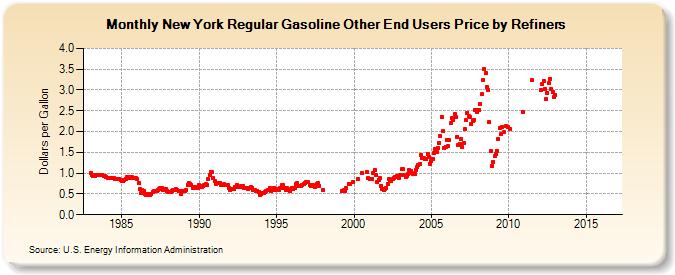 Monthly New York Regular Gasoline Other End Users Price by Refiners
Dollars per Gallon
4.0
3.5
3.0
2.5
2.0
1.5
1.0
0.5
0.0
1985 1990 1995 2000 2005 2010 2015
Source: U.S. Energy Information Administration